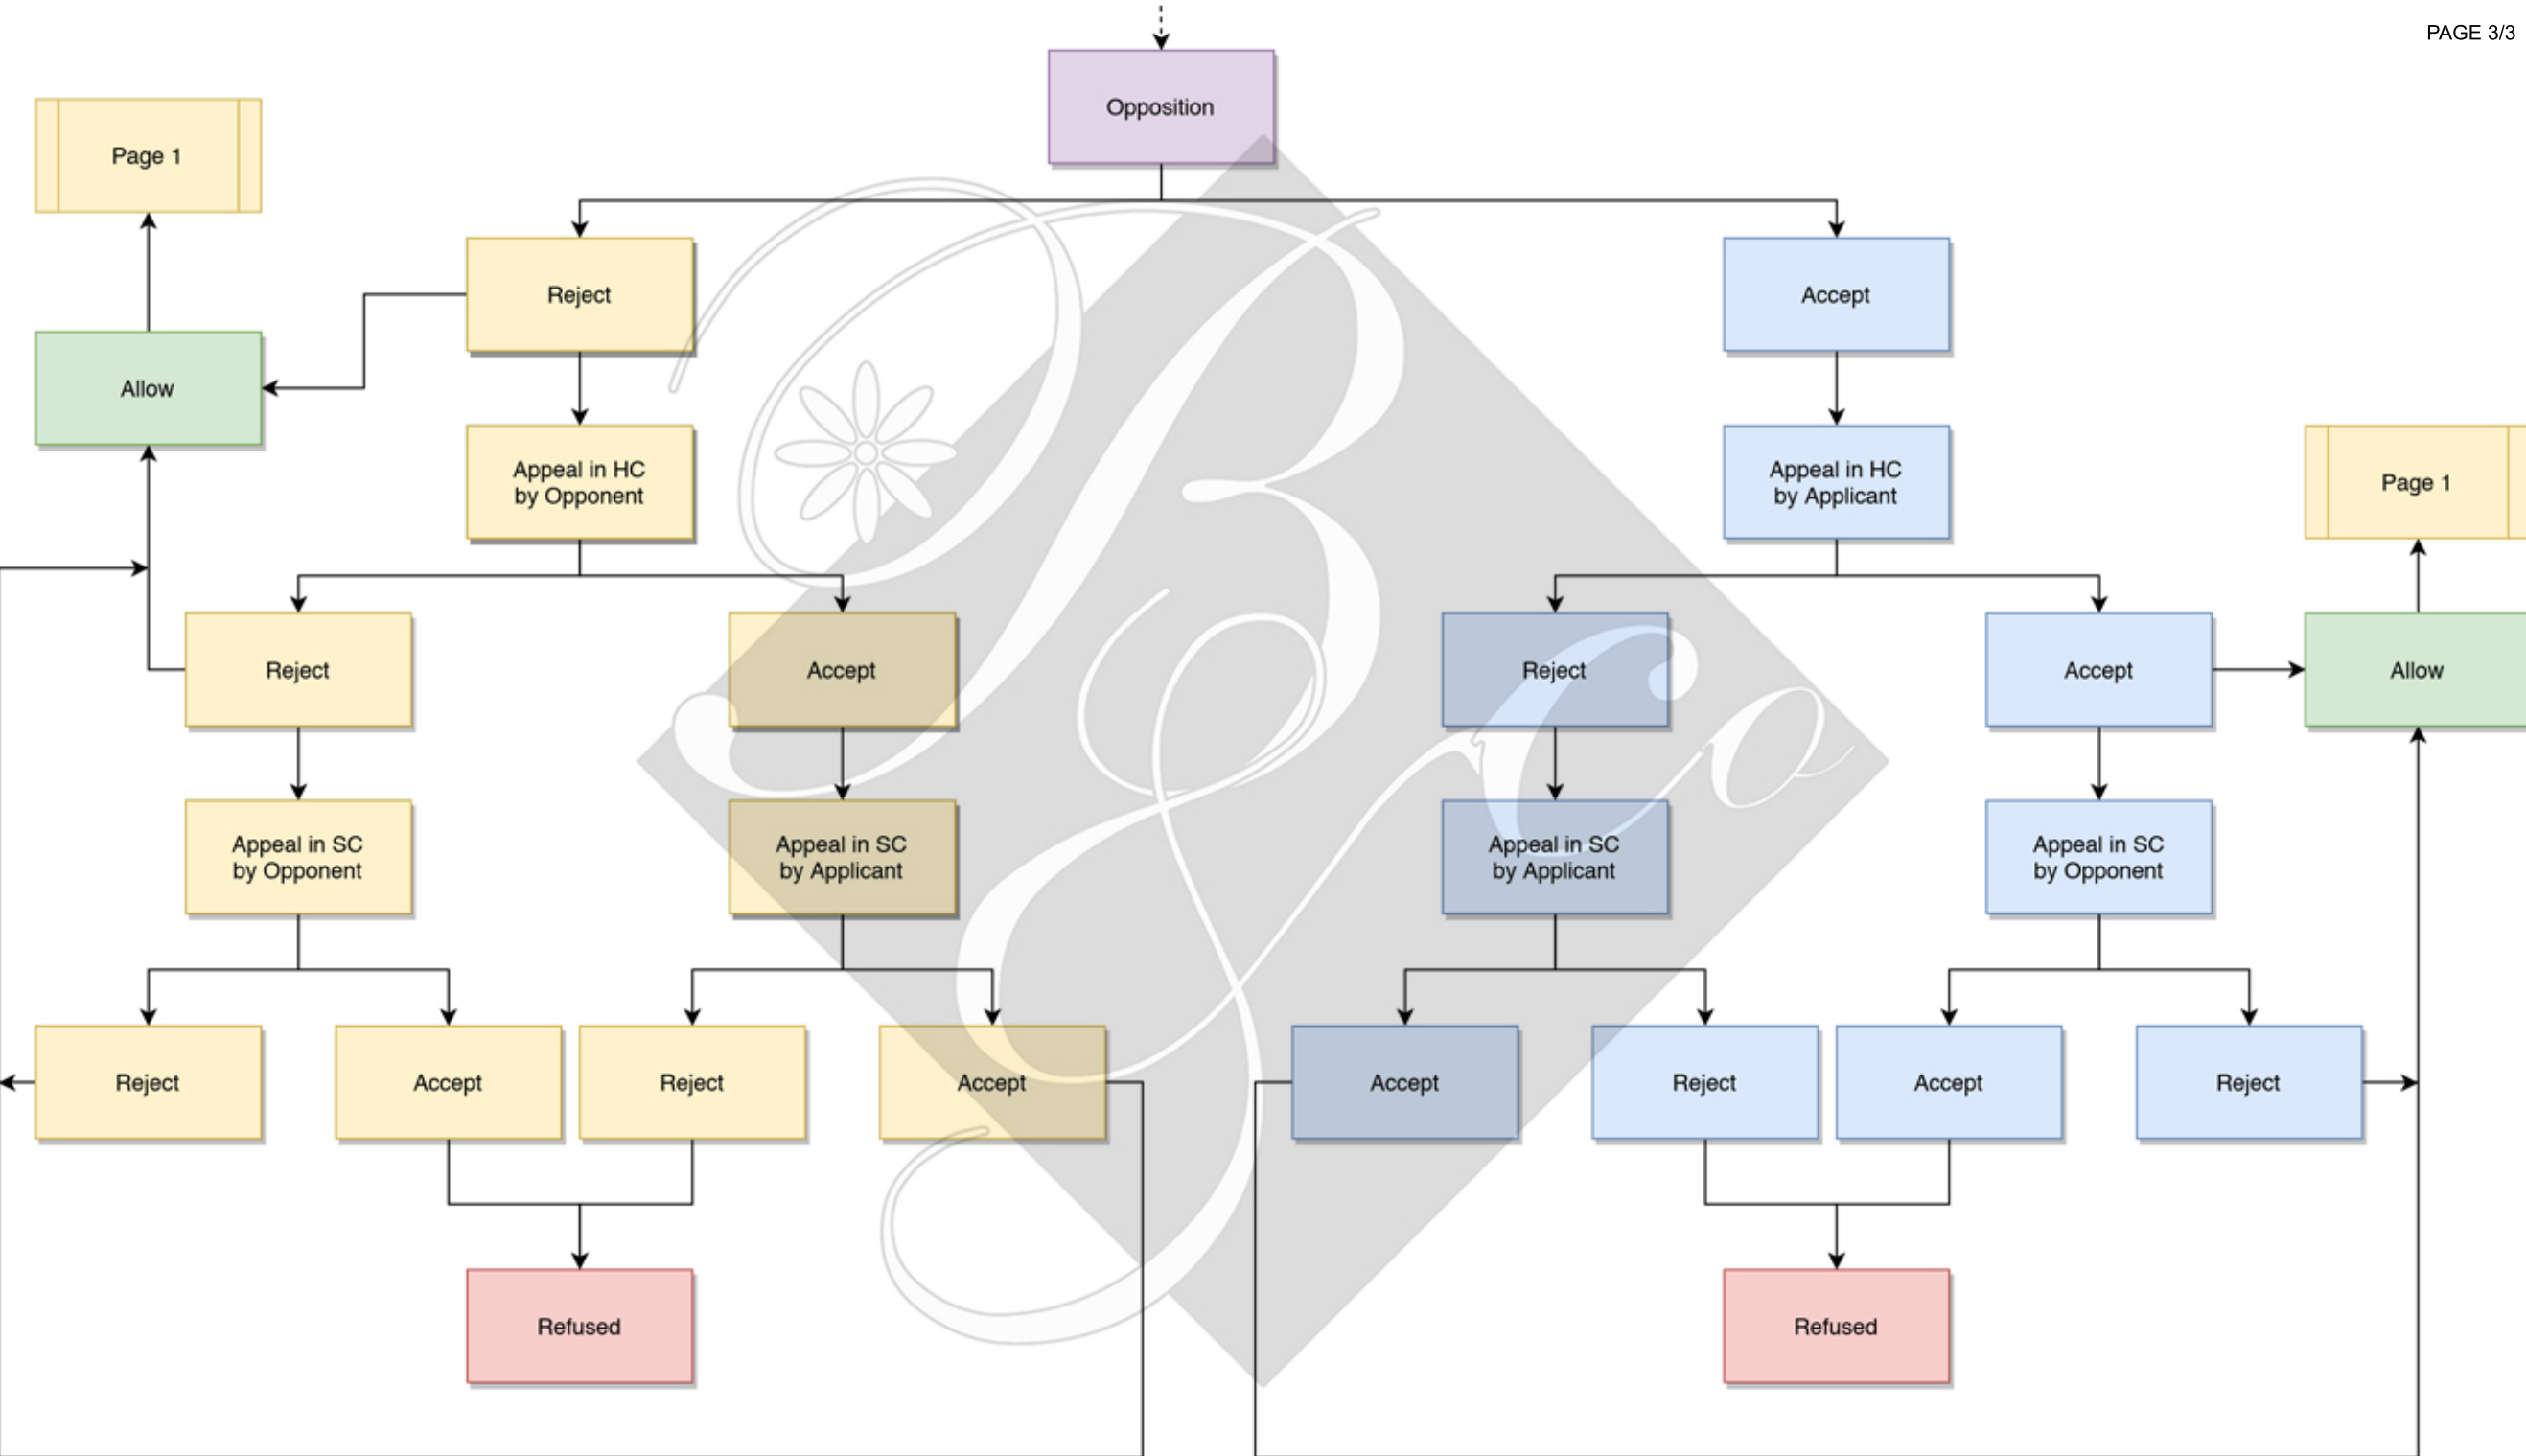 PAGE 3/3
Opposition
Page 1
Reject
Accept
Allow
Appeal in HC
by Opponent
Appeal in HC
by Applicant
Page 1
Reject
Accept
Reject
Accept
Allow
Appeal in SC
by Opponent
Appeal in SC
by Applicant
Appeal in SC
by Applicant
Appeal in SC
by Opponent
Reject
Accept
Reject
Accept
Accept
Reject
Accept
Reject
Refused
Refused
B & Co